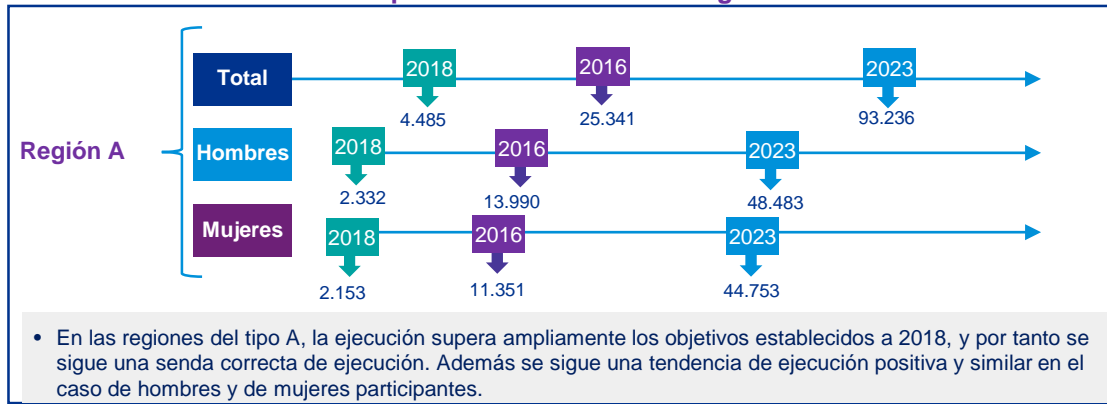 Total
2018
2016
2023
4.485
25.341
93.236
Región A
Hombres
2018
2016
2023
2.332
13.990
48.483
Mujeres
2018
2016
2023
2.153
11.351
44.753
• En las regiones del tipo A, la ejecución supera ampliamente los objetivos establecidos a 2018, y por tanto se
sigue una senda correcta de ejecución. Además se sigue una tendencia de ejecución positiva y similar en el
caso de hombres y de mujeres participantes.